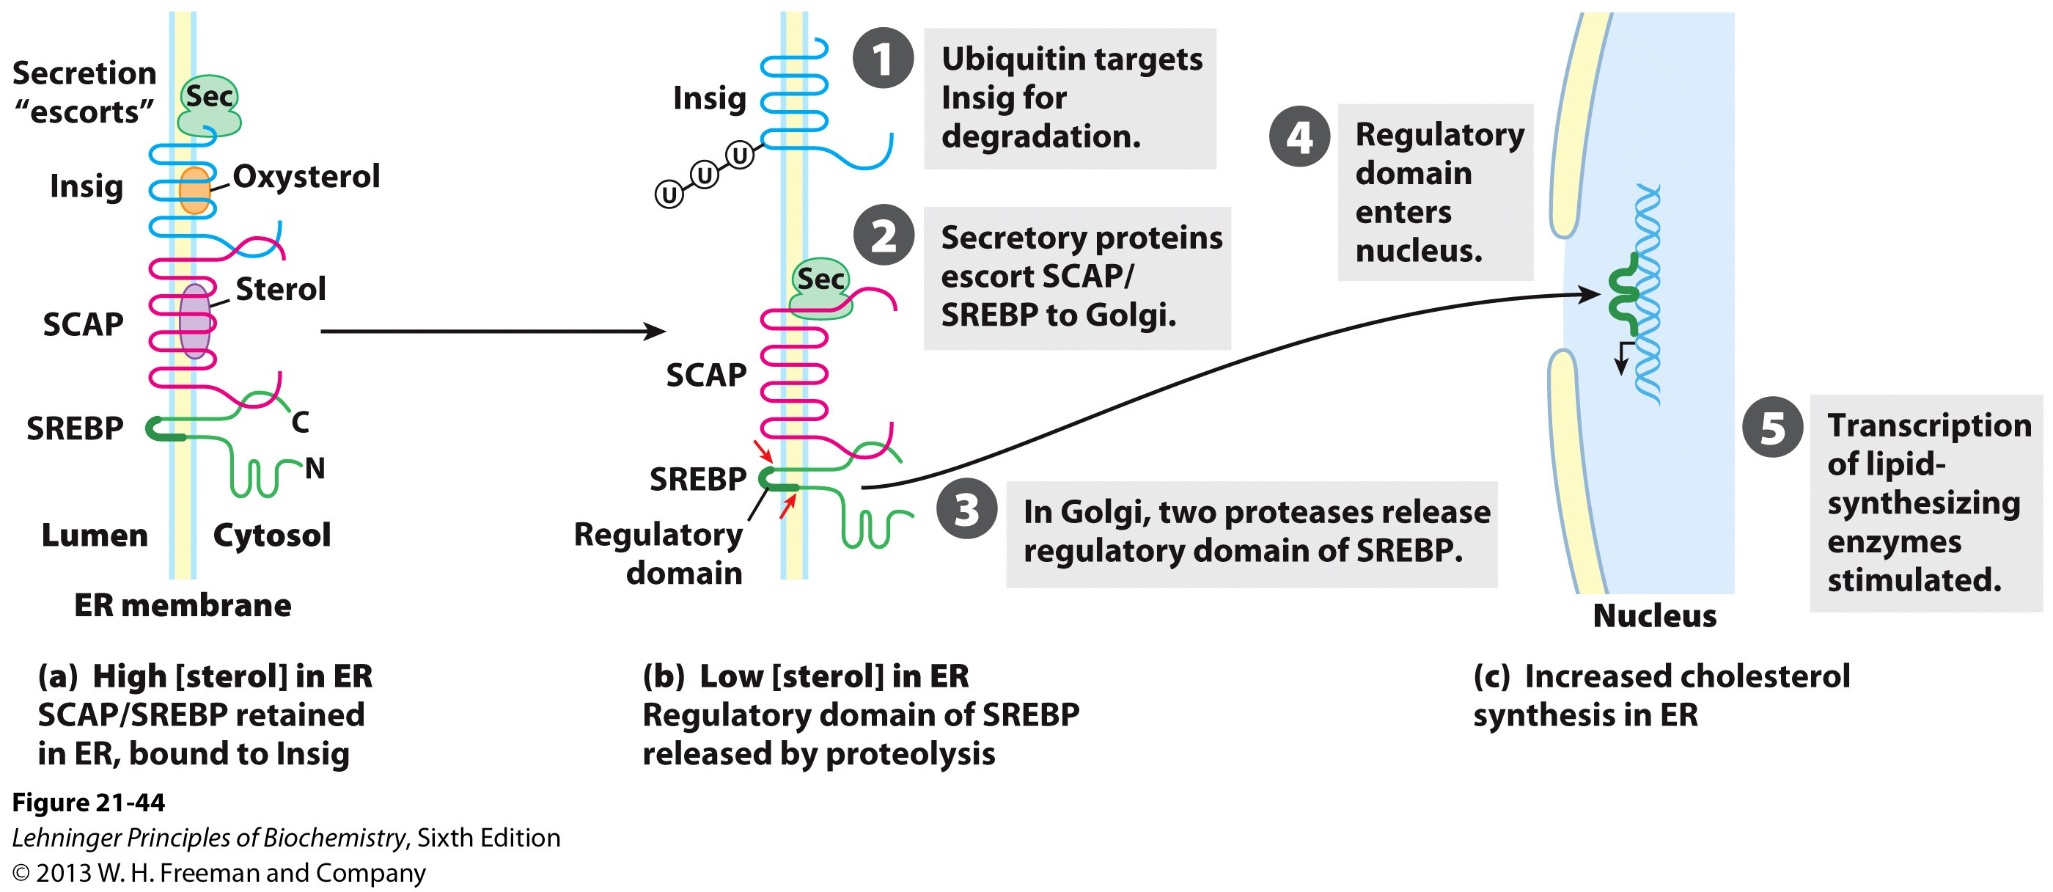 Secretion
“escorts”
Sec
Insig
Oxysterol
Sterol
SCAP
SREBP
C
N
Lumen
Cytosol
ER membrane
(a) High [sterol] in ER
SCAP/SREBP retained
in ER, bound to Insig
Insig
U
U
U
1
Ubiquitin targets
Insig for
degradation.
2
Secretory proteins
escort SCAP/
SREBP to Golgi.
Sec
SCAP
SREBP
Regulatory
domain
3
In Golgi, two proteases release
regulatory domain of SREBP.
(b) Low [sterol] in ER
Regulatory domain of SREBP
released by proteolysis
4
Regulatory
domain
enters
nucleus.
5
Transcription
of lipid-
synthesizing
enzymes
stimulated.
Nucleus
(c) Increased cholesterol
synthesis in ER
Figure 21-44
Lehninger Principles of Biochemistry, Sixth Edition
© 2013 W. H. Freeman and Company